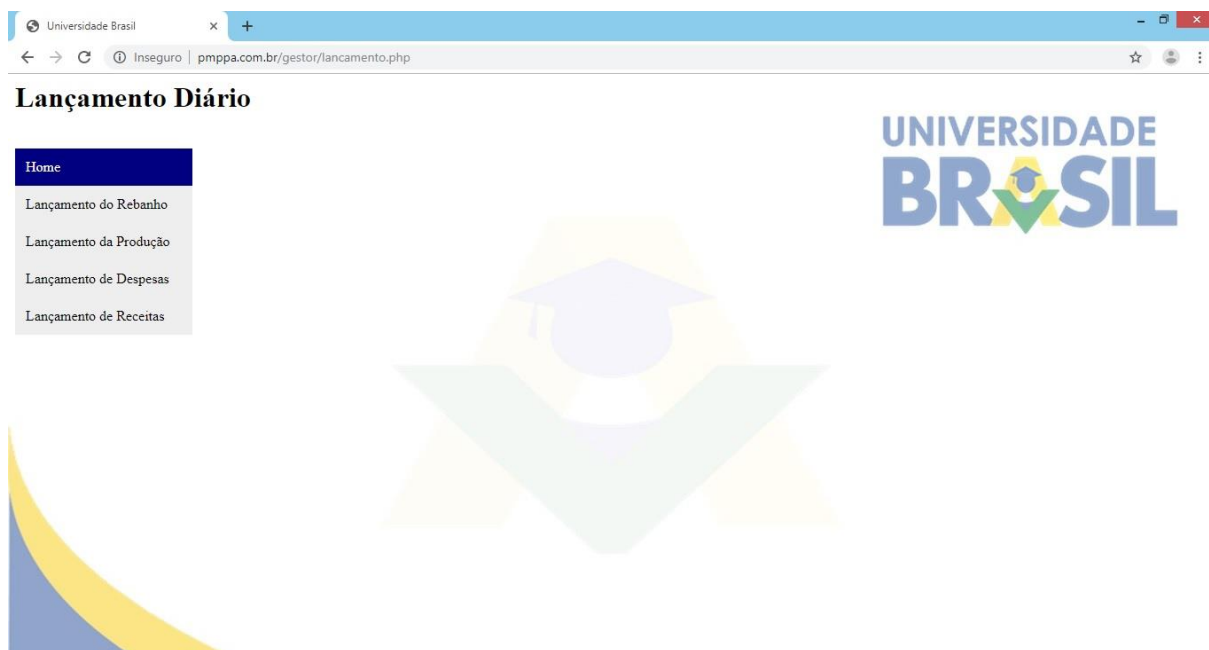 Universidade Brasil
Inseguro | pmppa.com.br/gestor/lancamento.php
Lançamento Diário
UNIVERSIDADE
BRASIL
Home
Lançamento do Rebanho
Lançamento da Produção
Lançamento de Despesas
Lançamento de Receitas